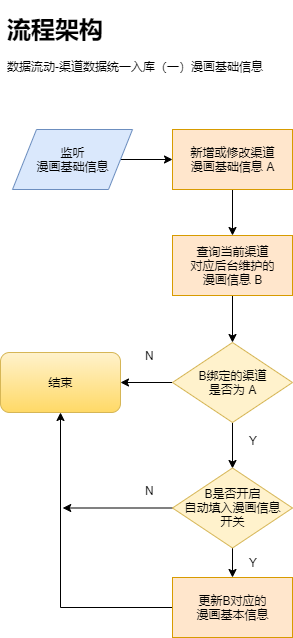 流程架构
数据流动-渠道数据统一入库（一）漫画基础信息
监听
漫画基础信息
新增或修改渠道
漫画基础信息 A
查询当前渠道
对应后台维护的
漫画信息 B
B绑定的渠道
是否为 A
N
结束
Y
B是否开启
自动填入漫画信息
开关
N
Y
更新B对应的
漫画基本信息